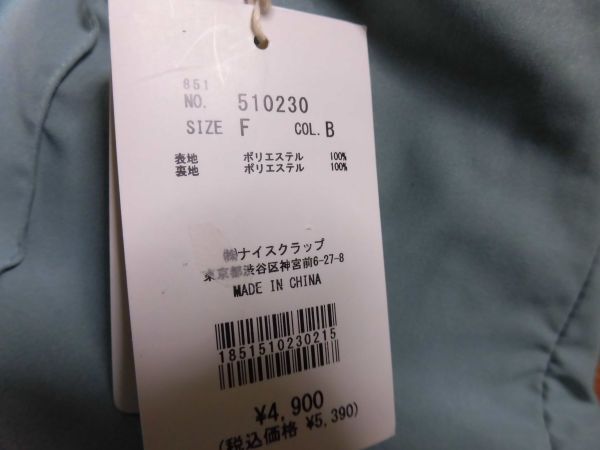 851
NO. 510230
SIZE F COL. B
表地 ポリエステル 100%
裏地 ポリエステル 100%
㈱ナイスクラップ
東京都渋谷区神宮前6-27-8
MADE IN CHINA
1851510230215
¥4,900
(税込価格 ¥5,390)